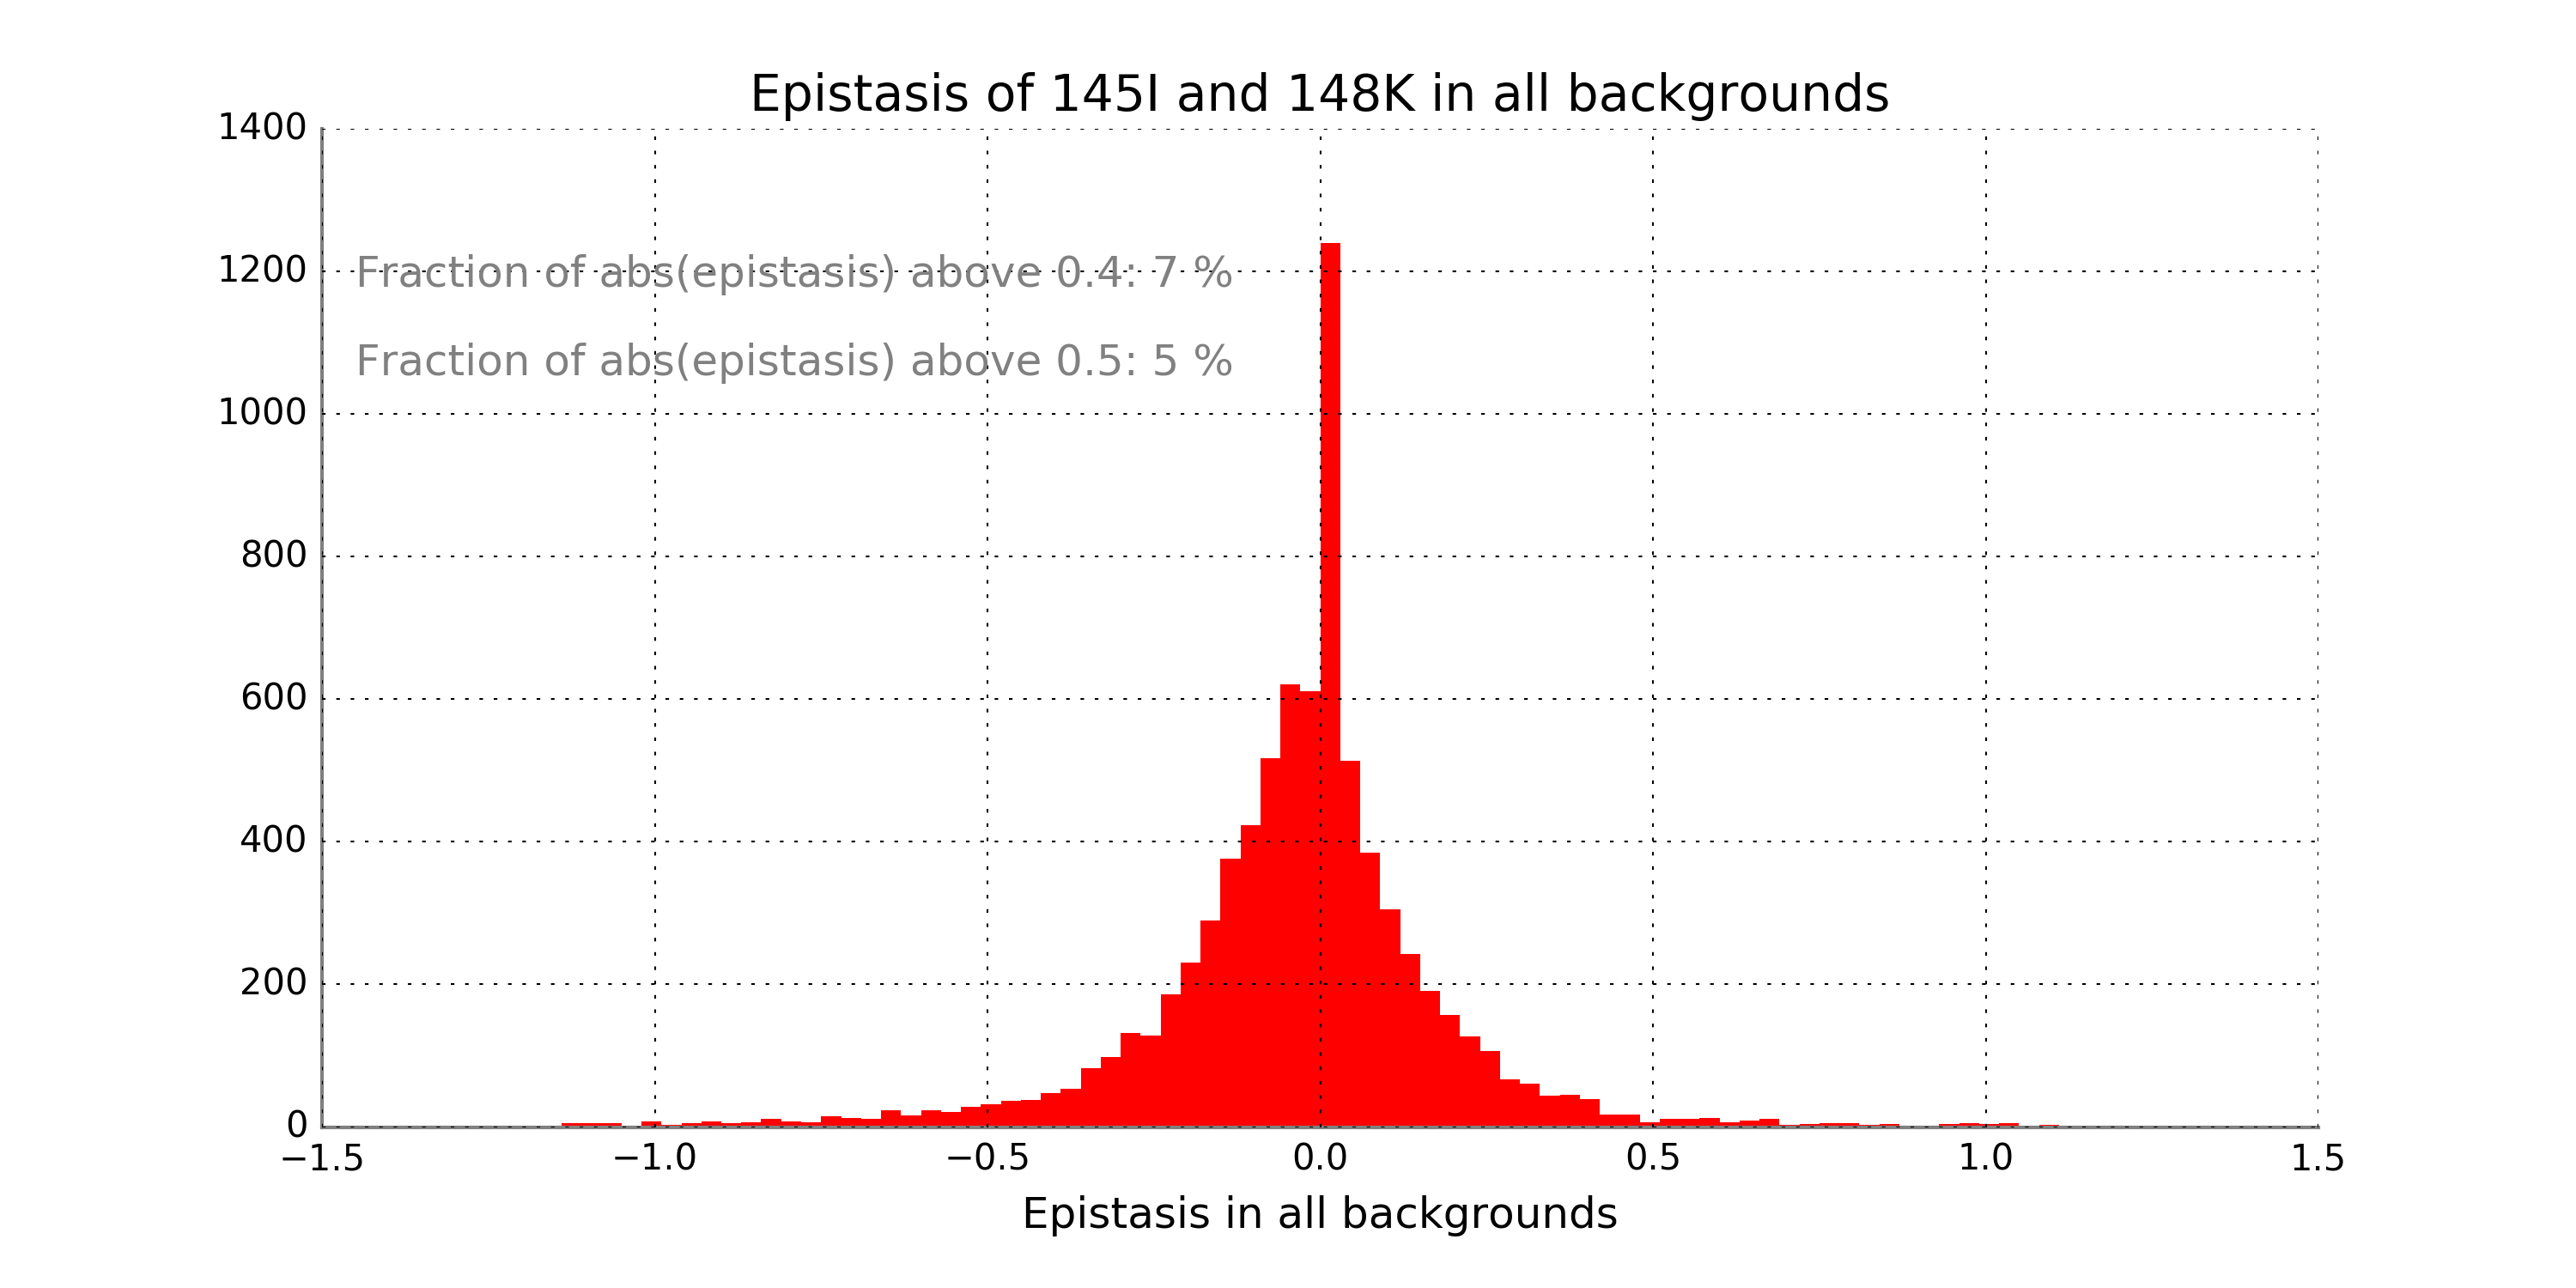 Epistasis of 145I and 148K in all backgrounds
1400
1200
Fraction of abs(epistasis) above 0.4: 7 %
Fraction of abs(epistasis) above 0.5: 5 %
1000
800
600
400
200
0
−1.5 −1.0 −0.5 0.0 0.5 1.0 1.5
Epistasis in all backgrounds